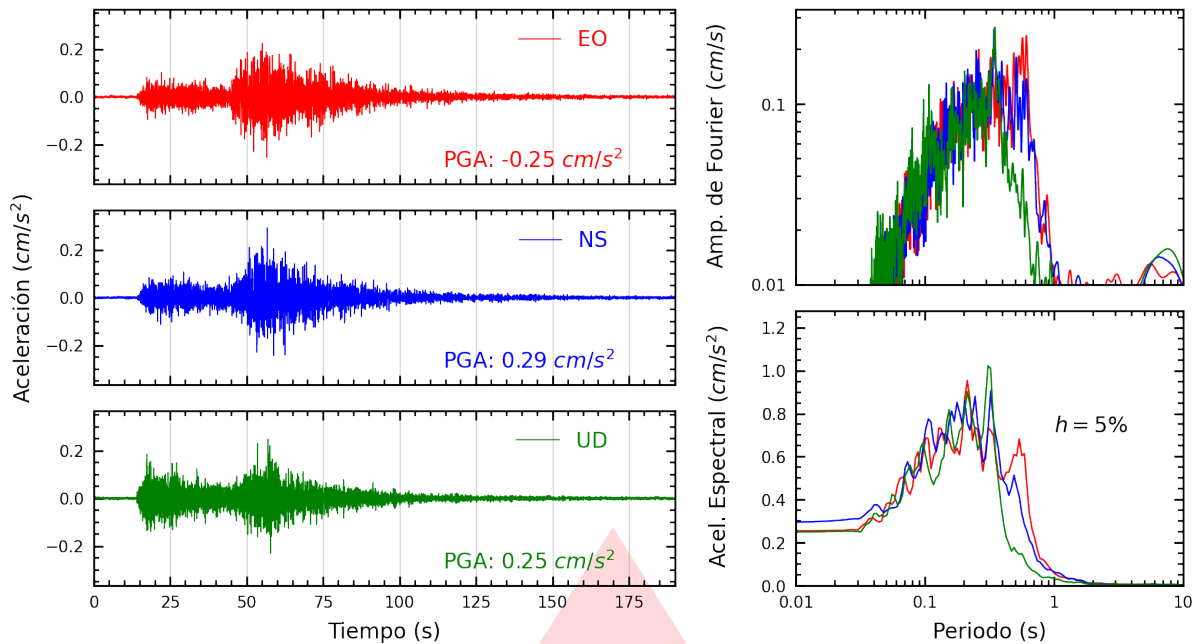 Aceleración (cm/s²)
0.2
0.0
−0.2
EO
PGA: -0.25 cm/s²
0.2
0.0
−0.2
NS
PGA: 0.29 cm/s²
0.2
0.0
−0.2
UD
PGA: 0.25 cm/s²
0 25 50 75 100 125 150 175
Tiempo (s)
Amp. de Fourier (cm/s)
0.1
0.01
Acel. Espectral (cm/s²)
1.2
1.0
0.8
0.6
0.4
0.2
0.0
h = 5%
0.01 0.1 1 10
Periodo (s)